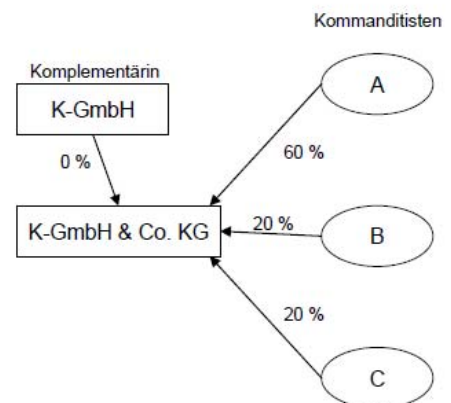 Kommanditisten
Komplementärin
A
K-GmbH
0 %
60 %
K-GmbH & Co. KG
20 %
B
20 %
C